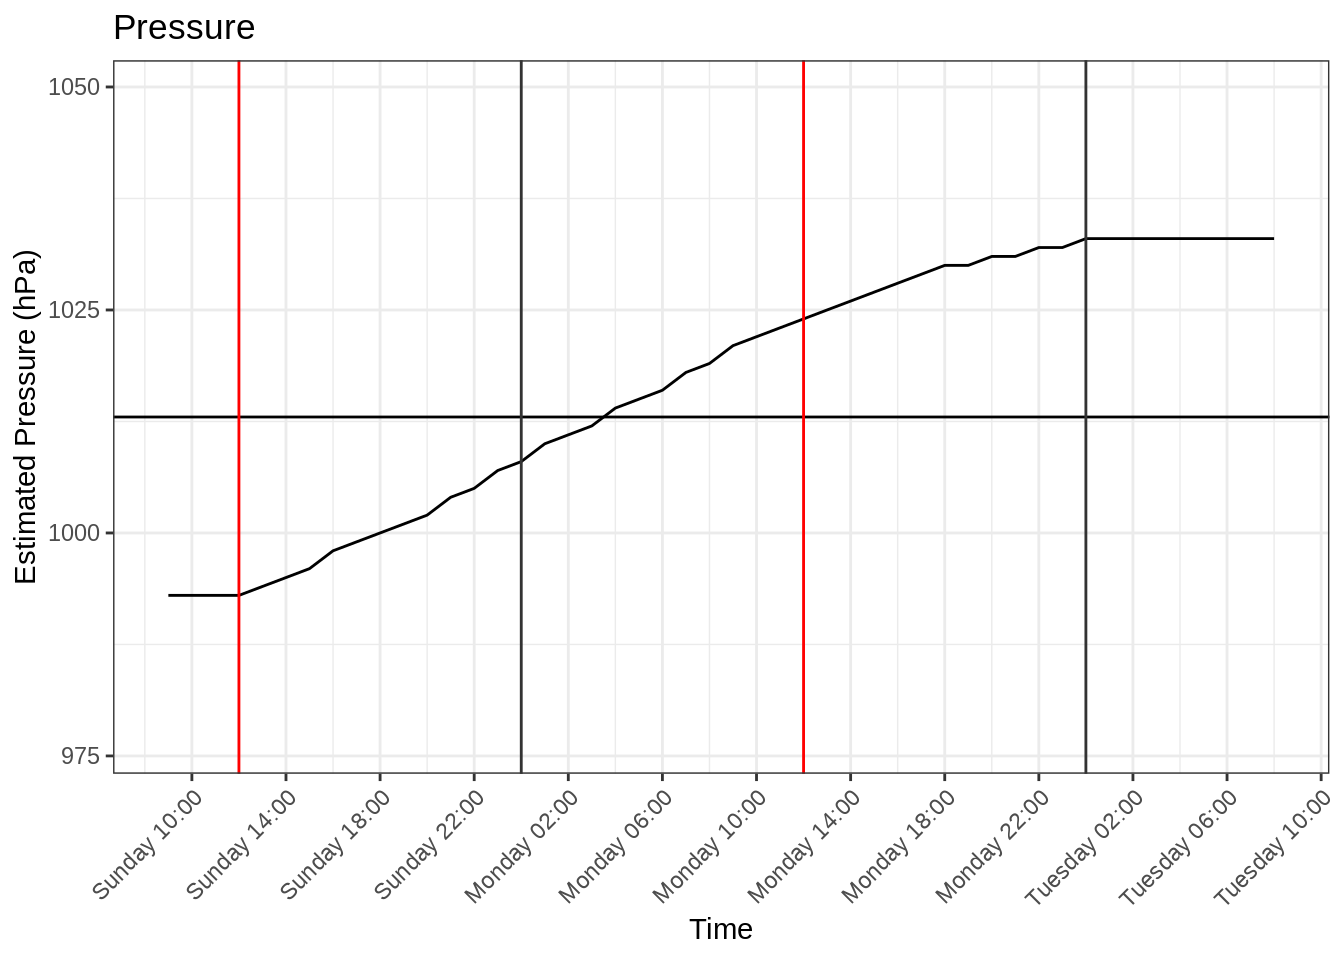 Pressure
Estimated Pressure (hPa)
1050
1025
1000
975
Sunday 10:00
Sunday 14:00
Sunday 18:00
Sunday 22:00
Monday 02:00
Monday 06:00
Monday 10:00
Monday 14:00
Monday 18:00
Monday 22:00
Tuesday 02:00
Tuesday 06:00
Tuesday 10:00
Time